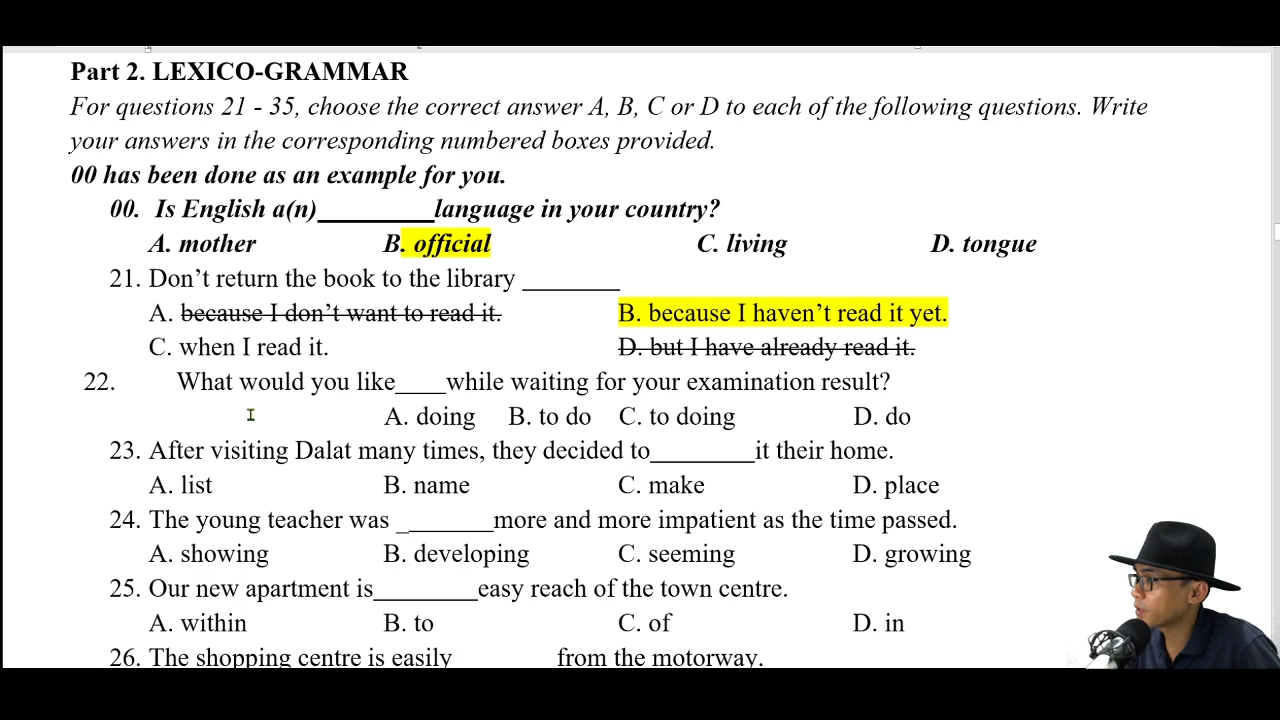 Part 2. LEXICO-GRAMMAR
For questions 21 - 35, choose the correct answer A, B, C or D to each of the following questions. Write
your answers in the corresponding numbered boxes provided.
00 has been done as an example for you.
00. Is English a(n)________language in your country?
A. mother B. official C. living D. tongue
21. Don’t return the book to the library ________
A. because I don’t want to read it. B. because I haven’t read it yet.
C. when I read it. D. but I have already read it.
22. What would you like____while waiting for your examination result?
A. doing B. to do C. to doing D. do
23. After visiting Dalat many times, they decided to________it their home.
A. list B. name C. make D. place
24. The young teacher was ________more and more impatient as the time passed.
A. showing B. developing C. seeming D. growing
25. Our new apartment is________easy reach of the town centre.
A. within B. to C. of D. in
26. The shopping centre is easily ________ from the motorway.